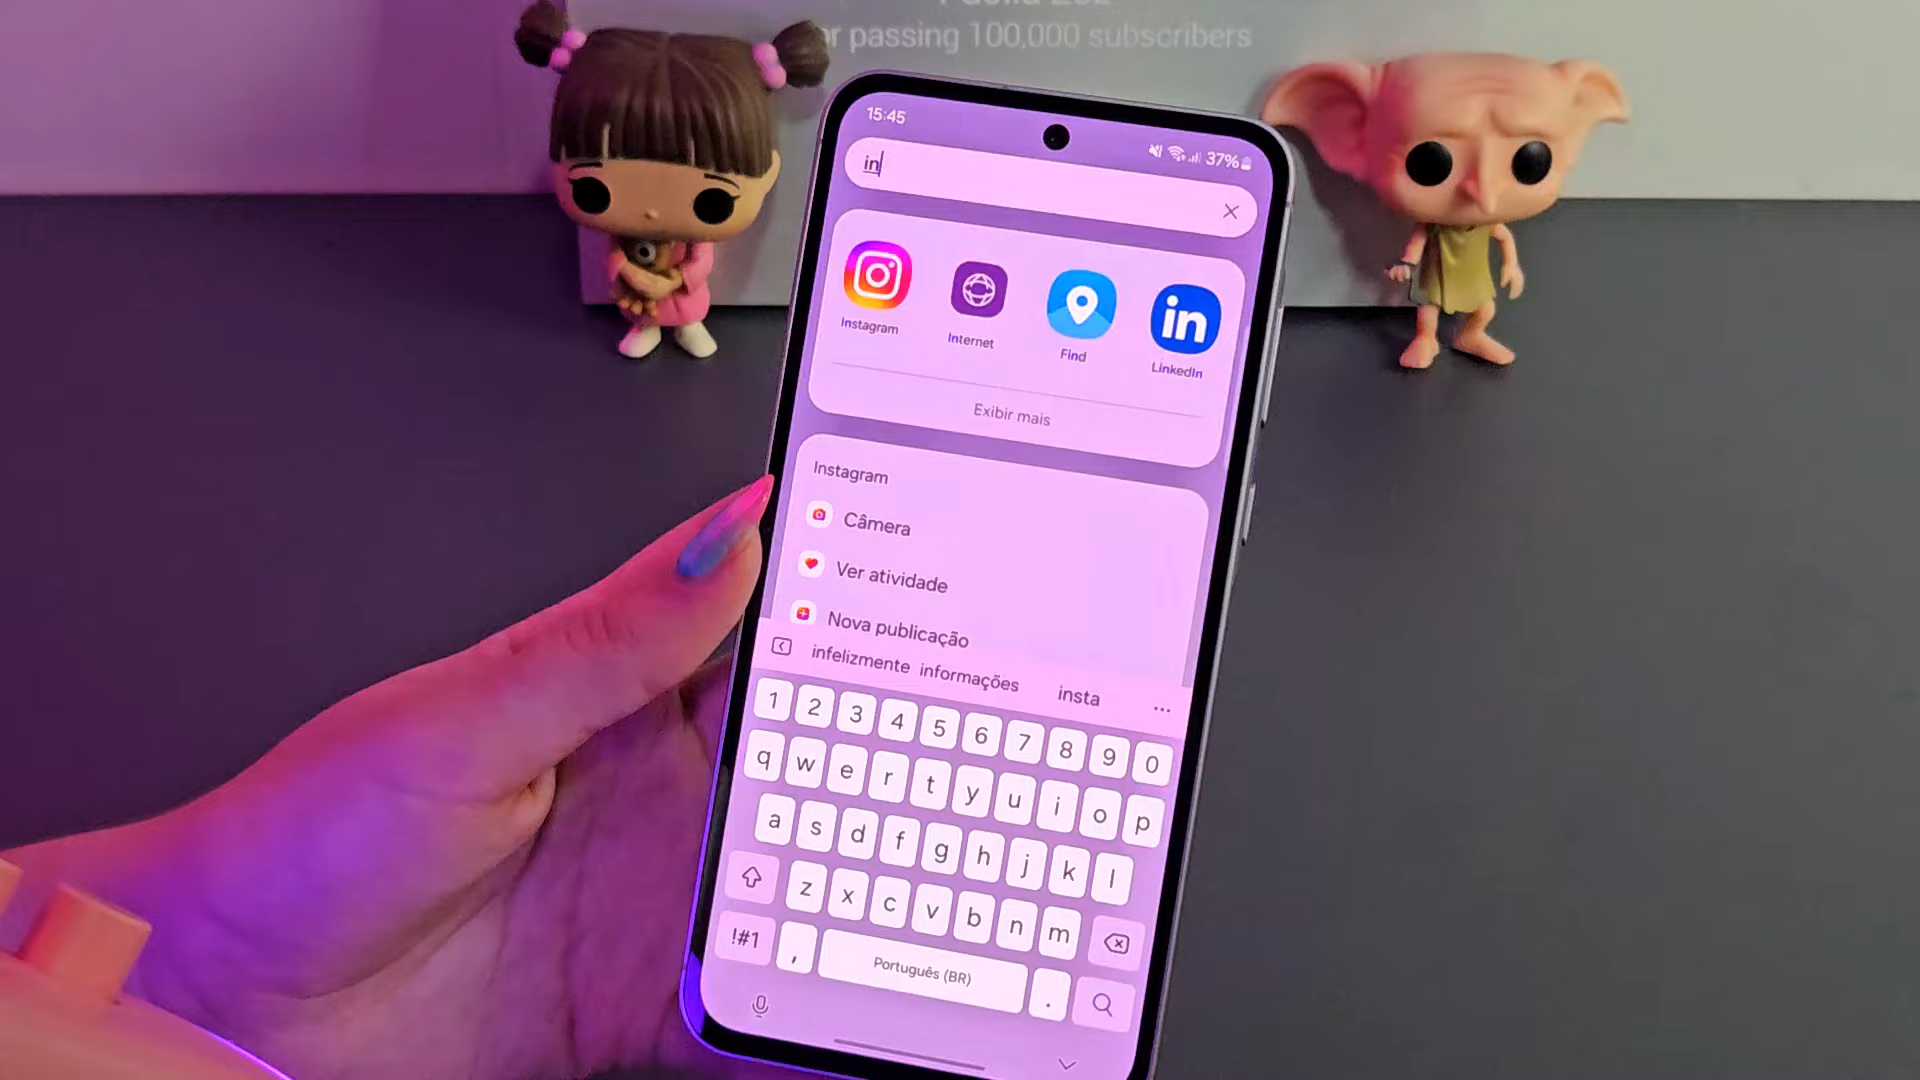 passing 100,000 subscribers
15:45
37%
in
Instagram
Internet
Find
in
LinkedIn
Exibir mais
Instagram
Câmera
Ver atividade
Nova publicação
infelizmente informações insta ...
1 2 3 4 5 6 7 8 9 0
q w e r t y u i o p
a s d f g h j k l
z x c v b n m
!#1 , Português (BR) .